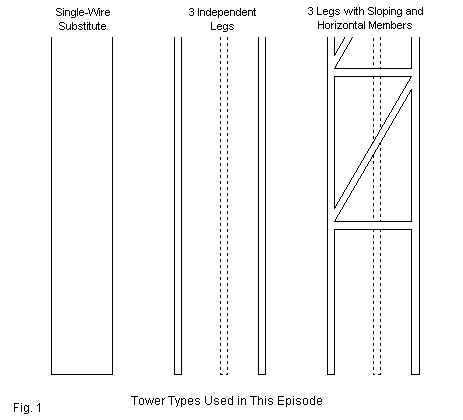 Single-Wire
Substitute
3 Independent
Legs
3 Legs with Sloping and
Horizontal Members
Fig. 1
Tower Types Used in This Episode